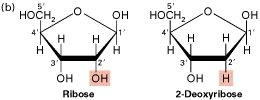 (b)
HOCH₂ 5′ O OH
4′ 1′
H H H H
3′ 2′
OH OH
Ribose
HOCH₂ 5′ O OH
4′ H H 1′
H H
3′ 2′
OH H
2-Deoxyribose